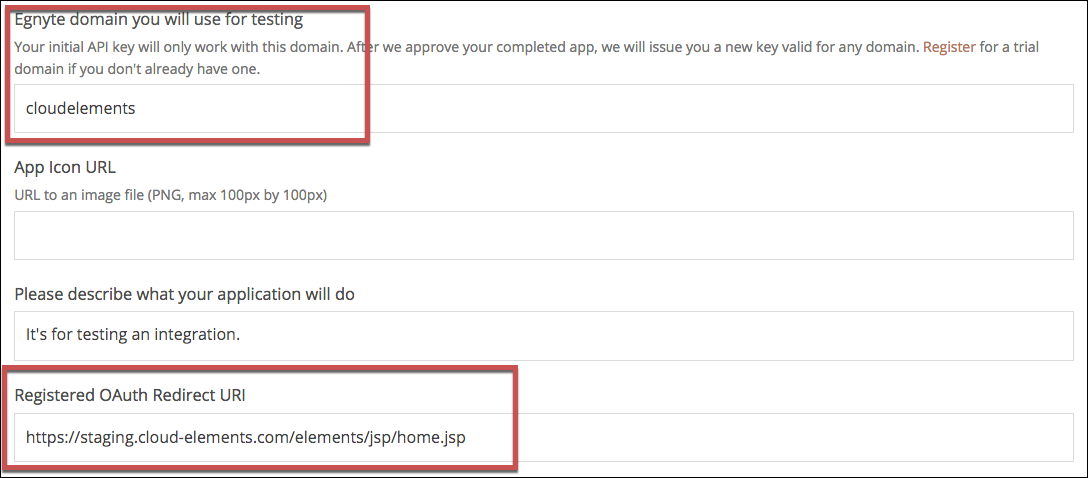 Egnyte domain you will use for testing
Your initial API key will only work with this domain. After we approve your completed app, we will issue you a new key valid for any domain. Register for a trial
domain if you don't already have one.
cloudelements
App Icon URL
URL to an image file (PNG, max 100px by 100px)
Please describe what your application will do
It's for testing an integration.
Registered OAuth Redirect URI
https://staging.cloud-elements.com/elements/jsp/home.jsp